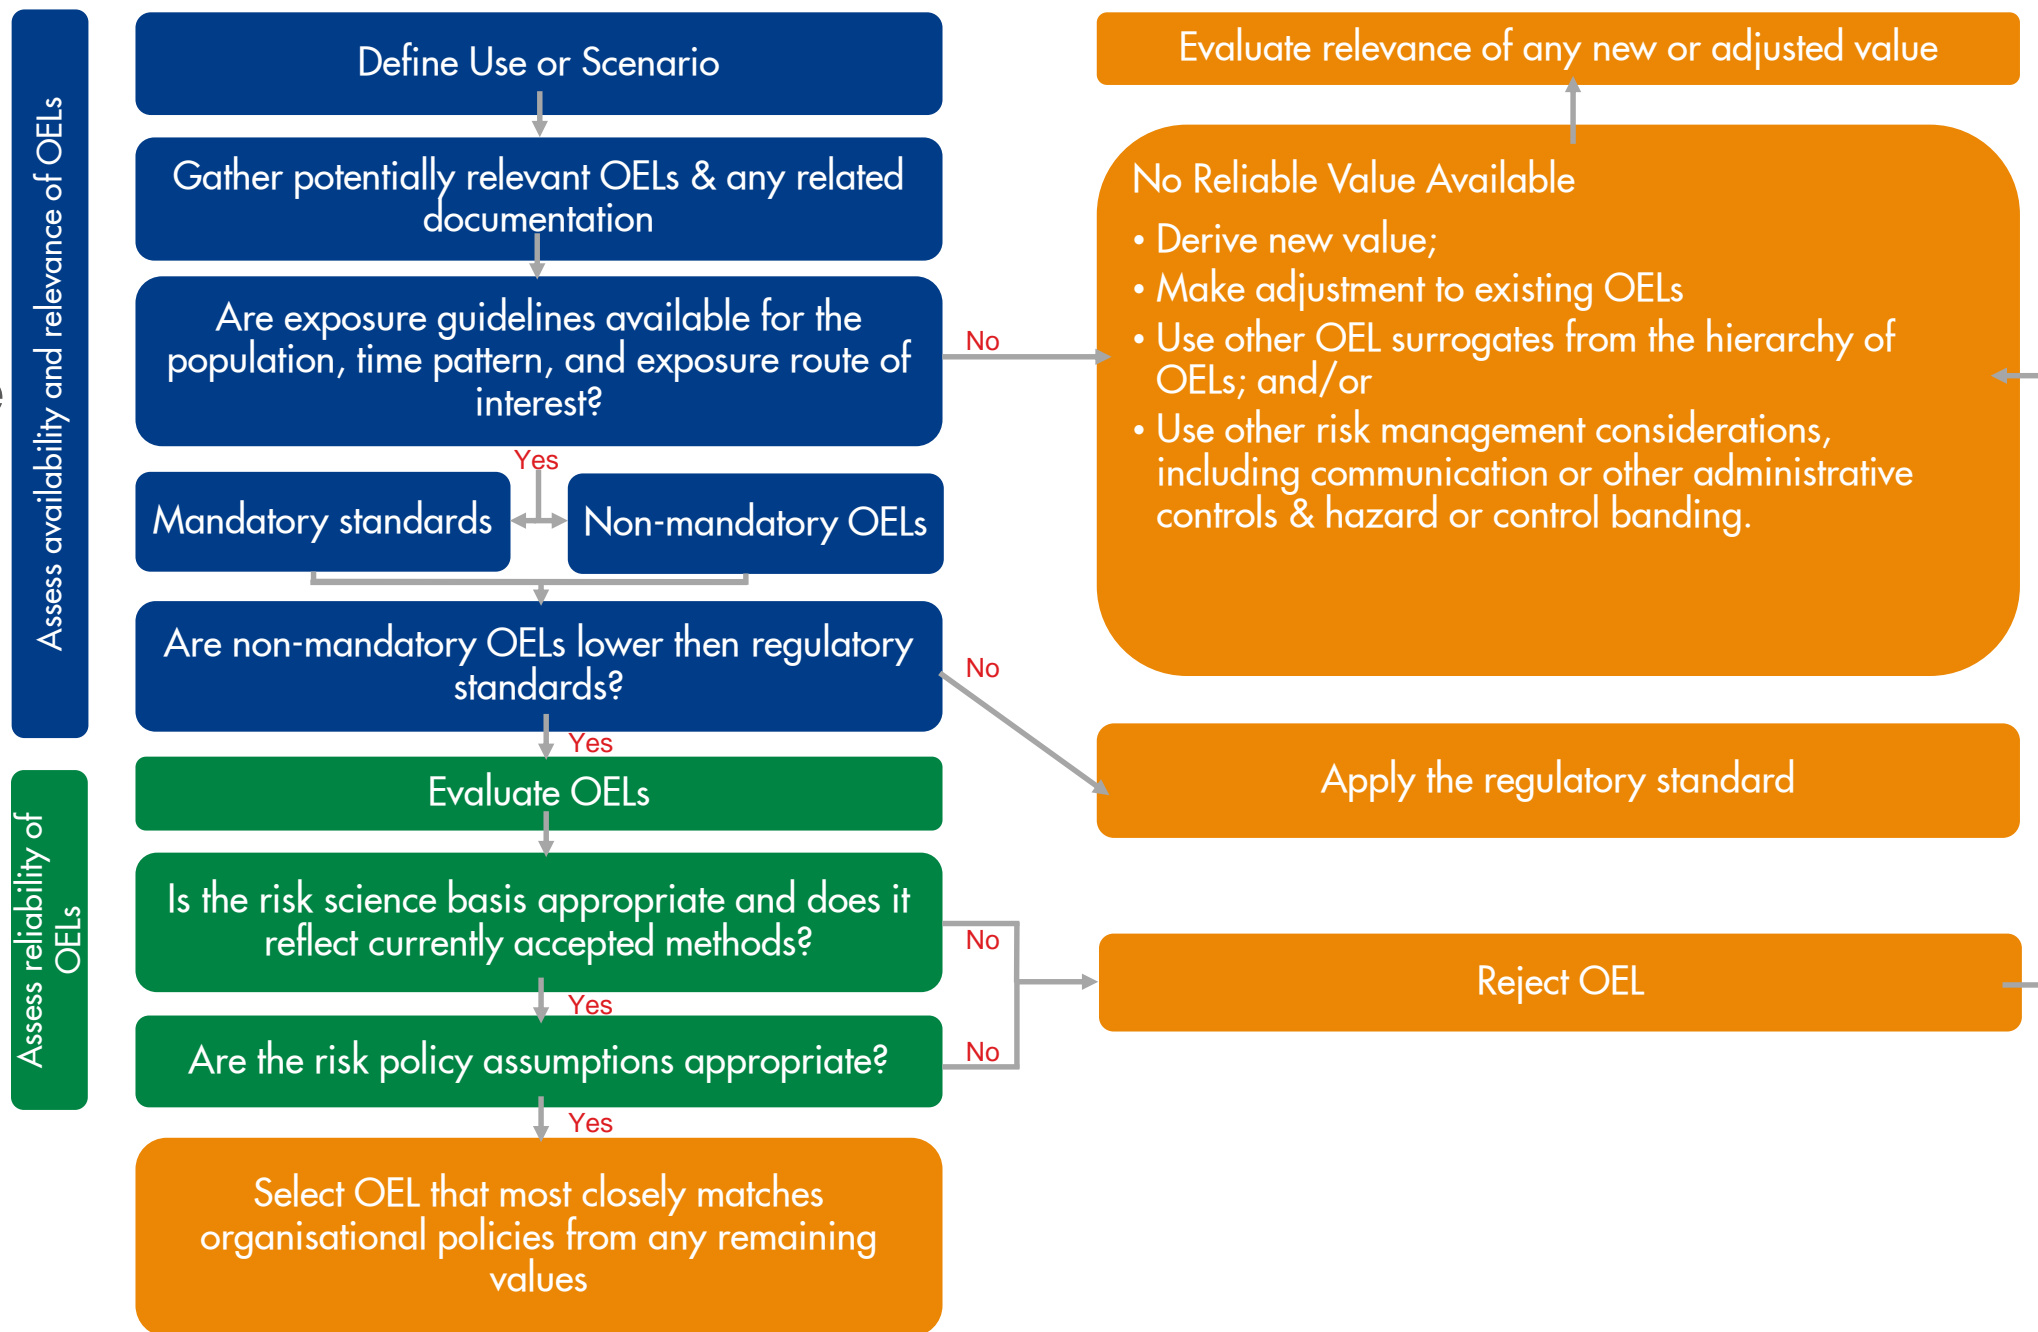 Assess availability and relevance of OELs
Define Use or Scenario
Gather potentially relevant OELs & any related
documentation
Are exposure guidelines available for the
population, time pattern, and exposure route of
interest?
No
Yes
Mandatory standards
Non-mandatory OELs
Are non-mandatory OELs lower then regulatory
standards?
No
Yes
Assess reliability of
OELs
Evaluate OELs
Is the risk science basis appropriate and does it
reflect currently accepted methods?
No
Yes
Are the risk policy assumptions appropriate?
No
Yes
Select OEL that most closely matches
organisational policies from any remaining
values
Evaluate relevance of any new or adjusted value
No Reliable Value Available
• Derive new value;
• Make adjustment to existing OELs
• Use other OEL surrogates from the hierarchy of
OELs; and/or
• Use other risk management considerations,
including communication or other administrative
controls & hazard or control banding.
Apply the regulatory standard
Reject OEL